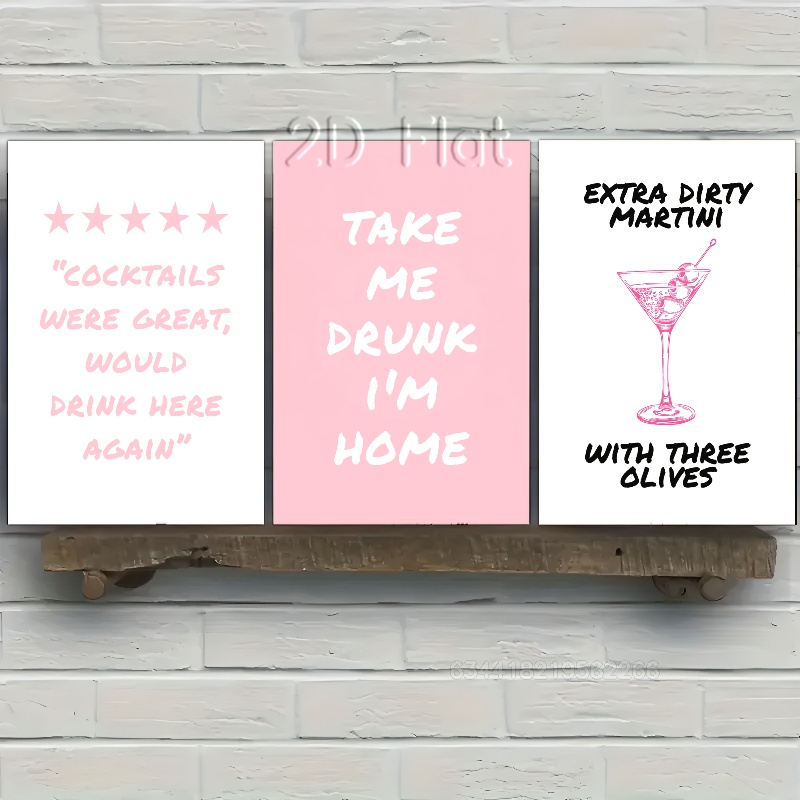 2D Flat
"COCKTAILS
WERE GREAT,
WOULD
DRINK HERE
AGAIN"
TAKE
ME
DRUNK
I'M
HOME
EXTRA DIRTY
MARTINI
WITH THREE
OLIVES